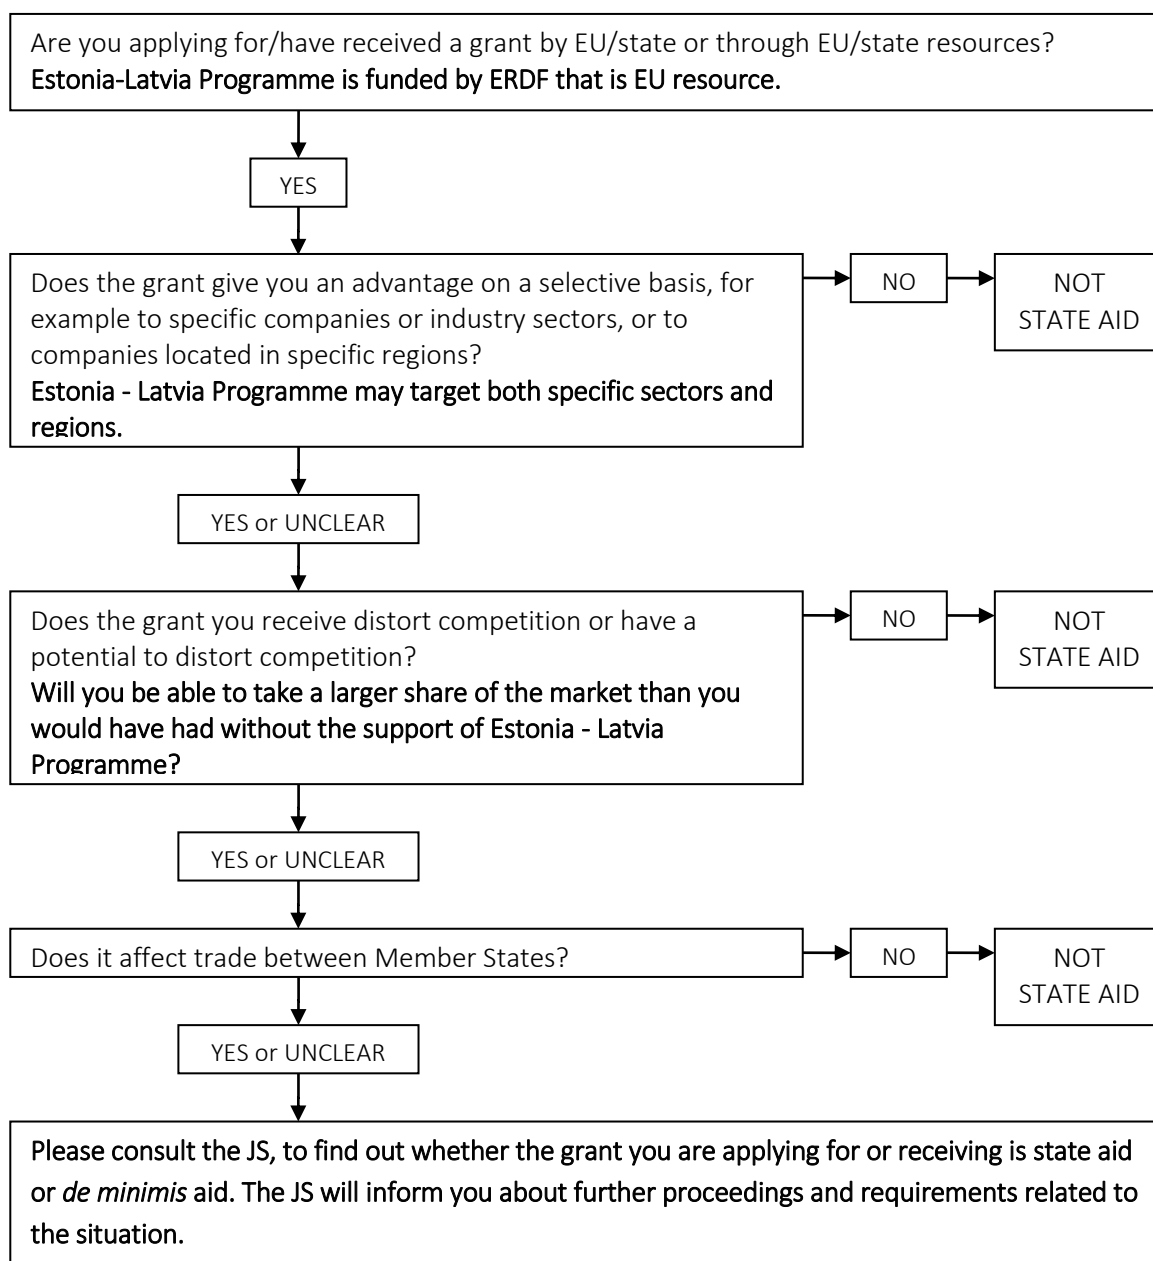 Are you applying for/have received a grant by EU/state or through EU/state resources?
Estonia-Latvia Programme is funded by ERDF that is EU resource.
YES
Does the grant give you an advantage on a selective basis, for
example to specific companies or industry sectors, or to
companies located in specific regions?
Estonia - Latvia Programme may target both specific sectors and
regions.
NO
NOT
STATE AID
YES or UNCLEAR
Does the grant you receive distort competition or have a
potential to distort competition?
Will you be able to take a larger share of the market than you
would have had without the support of Estonia - Latvia
Programme?
NO
NOT
STATE AID
YES or UNCLEAR
Does it affect trade between Member States?
NO
NOT
STATE AID
YES or UNCLEAR
Please consult the JS, to find out whether the grant you are applying for or receiving is state aid
or de minimis aid. The JS will inform you about further proceedings and requirements related to
the situation.